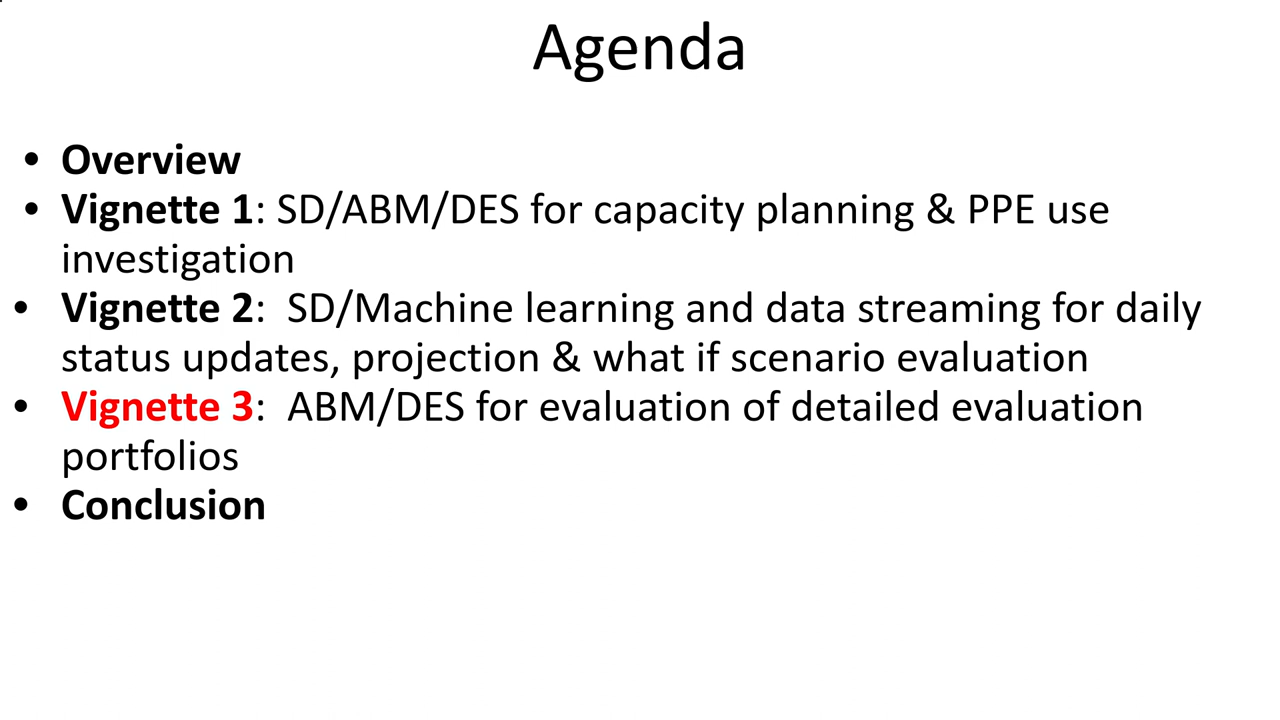 Agenda
• Overview
• Vignette 1: SD/ABM/DES for capacity planning & PPE use
investigation
• Vignette 2:  SD/Machine learning and data streaming for daily
status updates, projection & what if scenario evaluation
• Vignette 3:  ABM/DES for evaluation of detailed evaluation
portfolios
• Conclusion